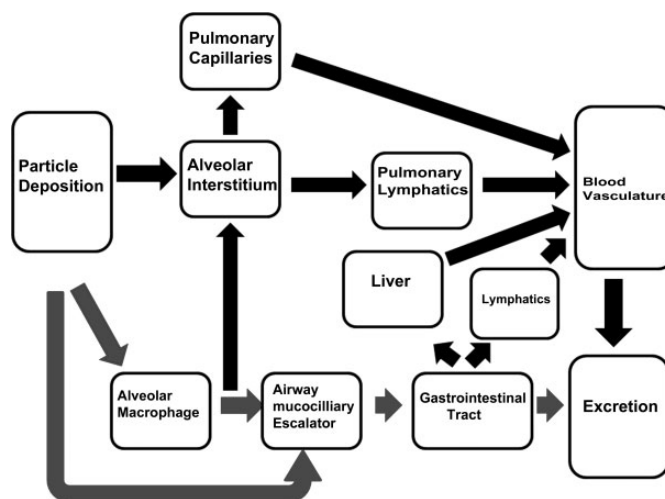 Pulmonary
Capillaries
Particle
Deposition
Alveolar
Interstitium
Pulmonary
Lymphatics
Blood
Vasculature
Liver
Lymphatics
Alveolar
Macrophage
Airway
mucocilliary
Escalator
Gastrointestinal
Tract
Excretion